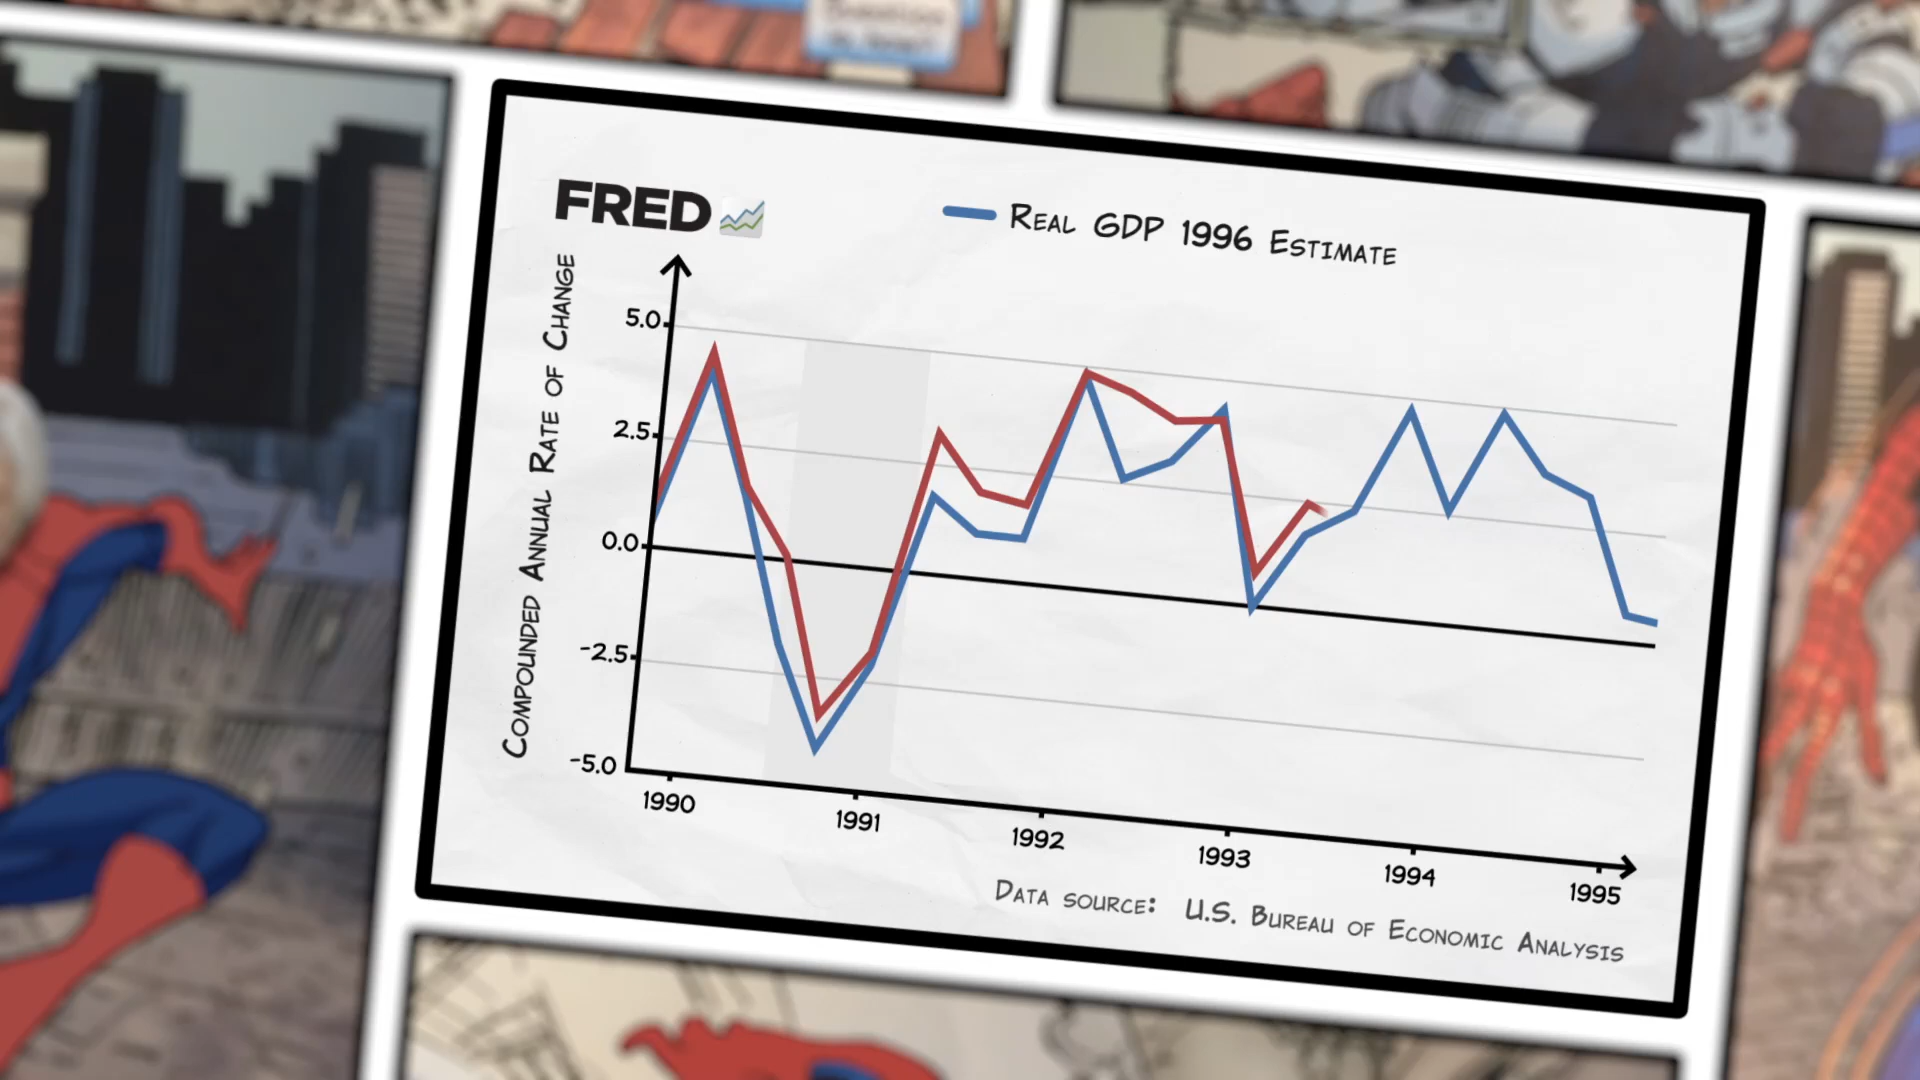 FRED
Real GDP 1996 Estimate
Compounded Annual Rate of Change
5.0
2.5
0.0
-2.5
-5.0
1990
1991
1992
1993
1994
1995
Data source: U.S. Bureau of Economic Analysis